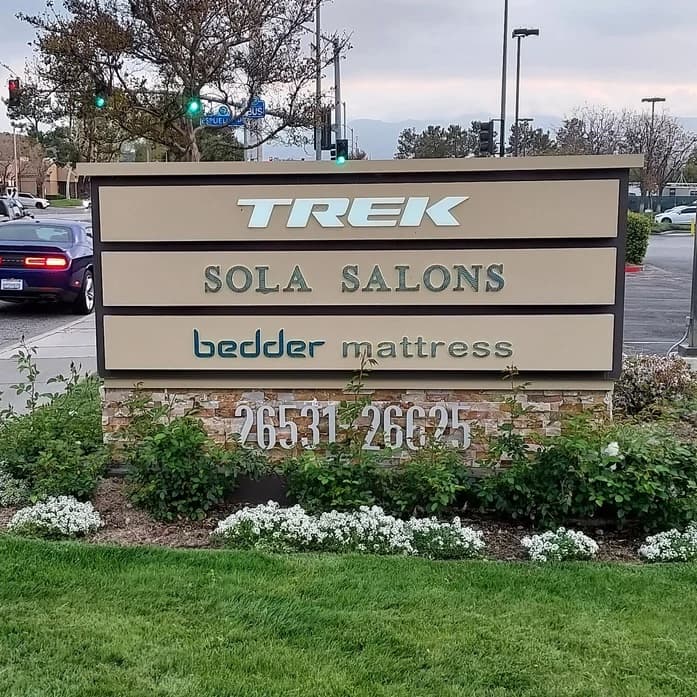 TREK
SOLA SALONS
bedder mattress
26531-26625